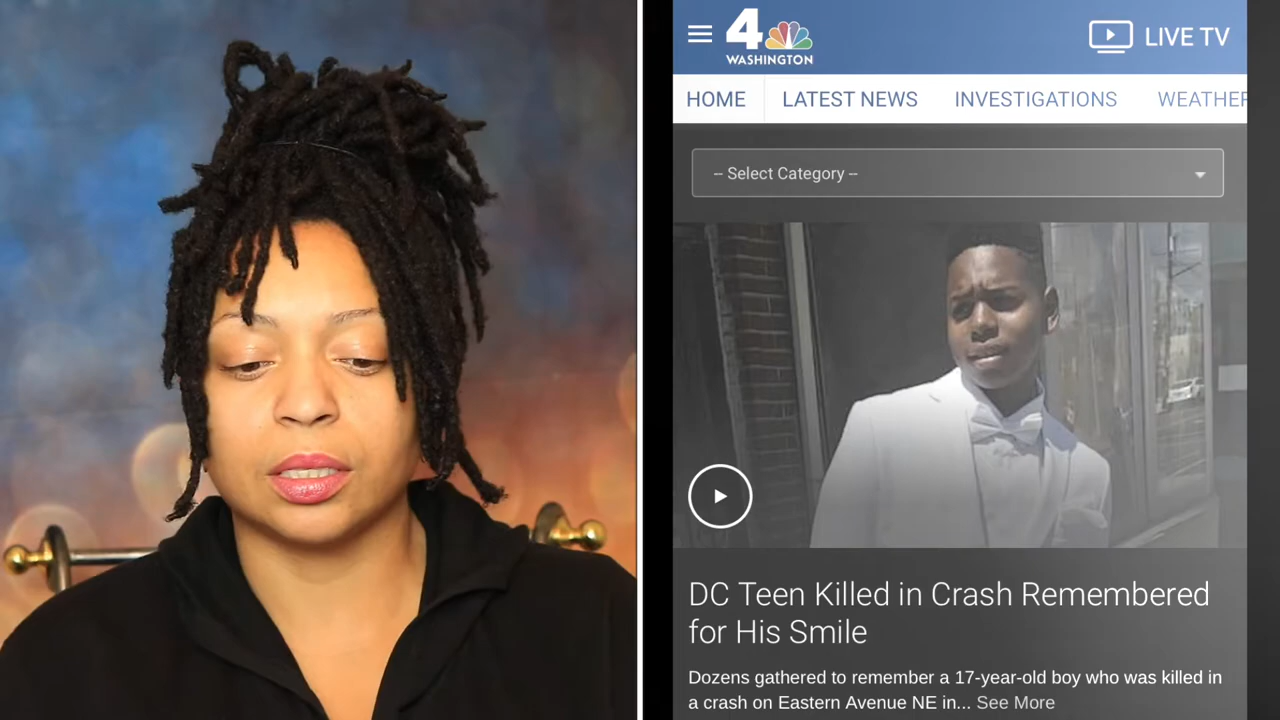 4
WASHINGTON
LIVE TV
HOME
LATEST NEWS
INVESTIGATIONS
WEATHER
-- Select Category --
DC Teen Killed in Crash Remembered
for His Smile
Dozens gathered to remember a 17-year-old boy who was killed in
a crash on Eastern Avenue NE in... See More